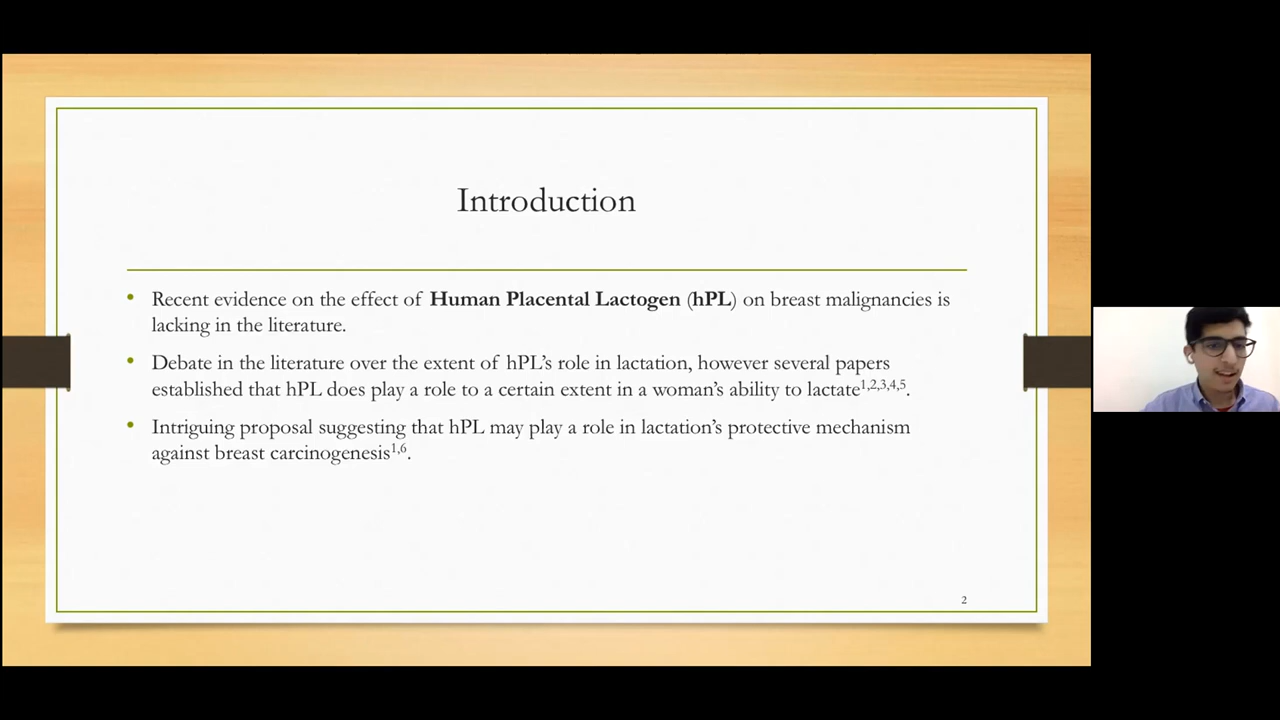 Introduction
• Recent evidence on the effect of Human Placental Lactogen (hPL) on breast malignancies is
lacking in the literature.
• Debate in the literature over the extent of hPL’s role in lactation, however several papers
established that hPL does play a role to a certain extent in a woman’s ability to lactate1,2,3,4,5.
• Intriguing proposal suggesting that hPL may play a role in lactation’s protective mechanism
against breast carcinogenesis1,6.
2